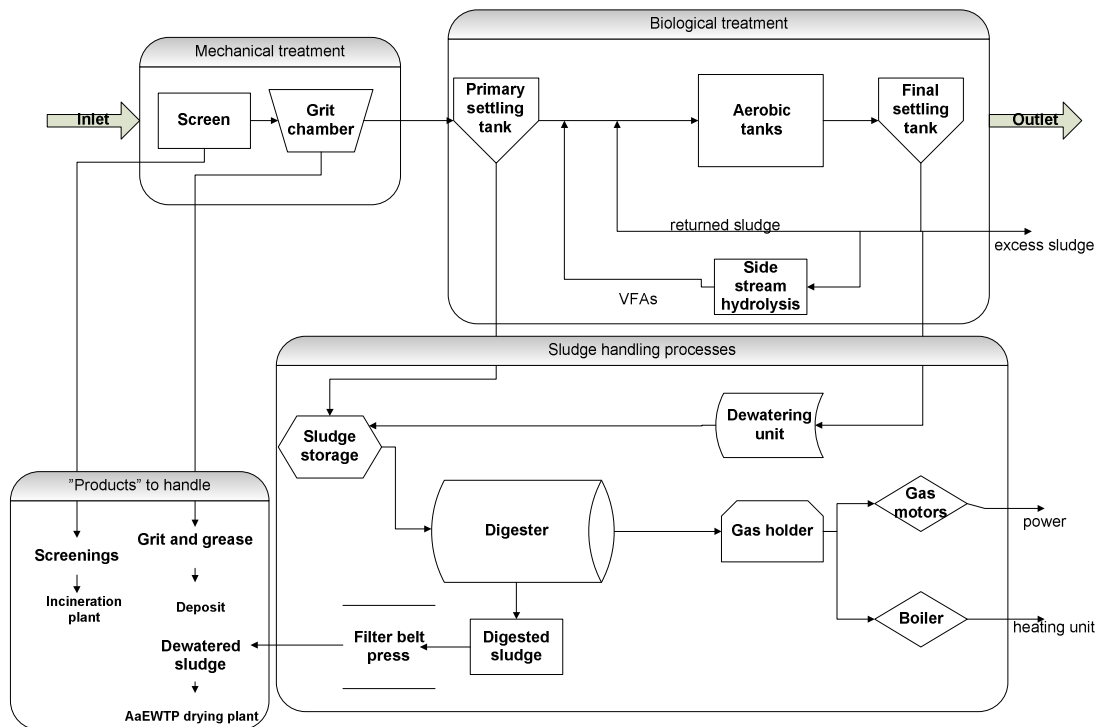 Biological treatment
Mechanical treatment
Inlet
Screen
Grit
chamber
Primary
settling
tank
Aerobic
tanks
Final
settling
tank
Outlet
returned sludge
excess sludge
Side
stream
hydrolysis
VFAs
Sludge handling processes
Sludge
storage
Dewatering
unit
"Products" to handle
Digester
Gas holder
Gas
motors
power
Screenings
Grit and grease
Incineration
plant
Deposit
Boiler
heating unit
Dewatered
sludge
Filter belt
press
Digested
sludge
AaEWTP drying plant